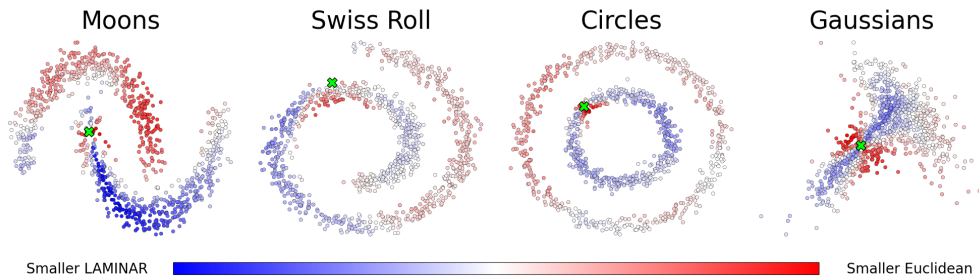 Moons
Swiss Roll
Circles
Gaussians
Smaller LAMINAR
Smaller Euclidean